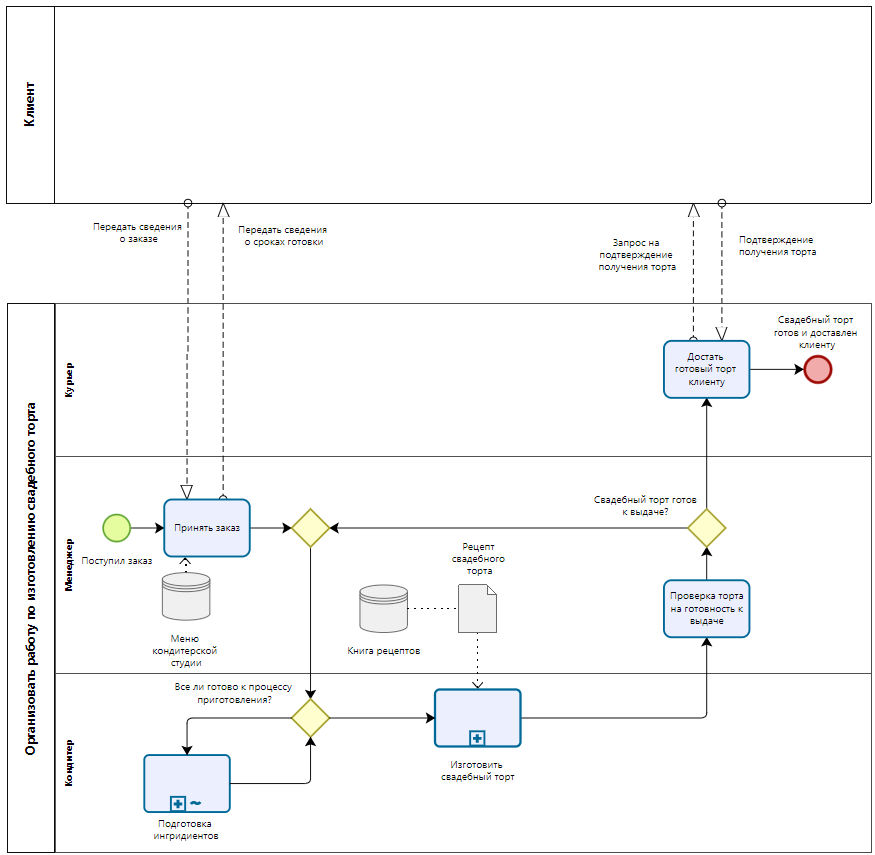 Клиент
Передать сведения
о заказе
Передать сведения
о сроках готовки
Запрос на
подтверждение
получения торта
Подтверждение
получения торта
Организовать работу по изготовлению свадебного торта
Курьер
Достать
готовый торт
клиенту
Свадебный торт
готов и доставлен
клиенту
Менеджер
Поступил заказ
Принять заказ
Меню
кондитерской
студии
Книга рецептов
Рецепт
свадебного
торта
Свадебный торт готов
к выдаче?
Проверка торта
на готовность к
выдаче
Кондитер
Все ли готово к процессу
приготовления?
Подготовка
ингридиентов
Изготовить
свадебный торт